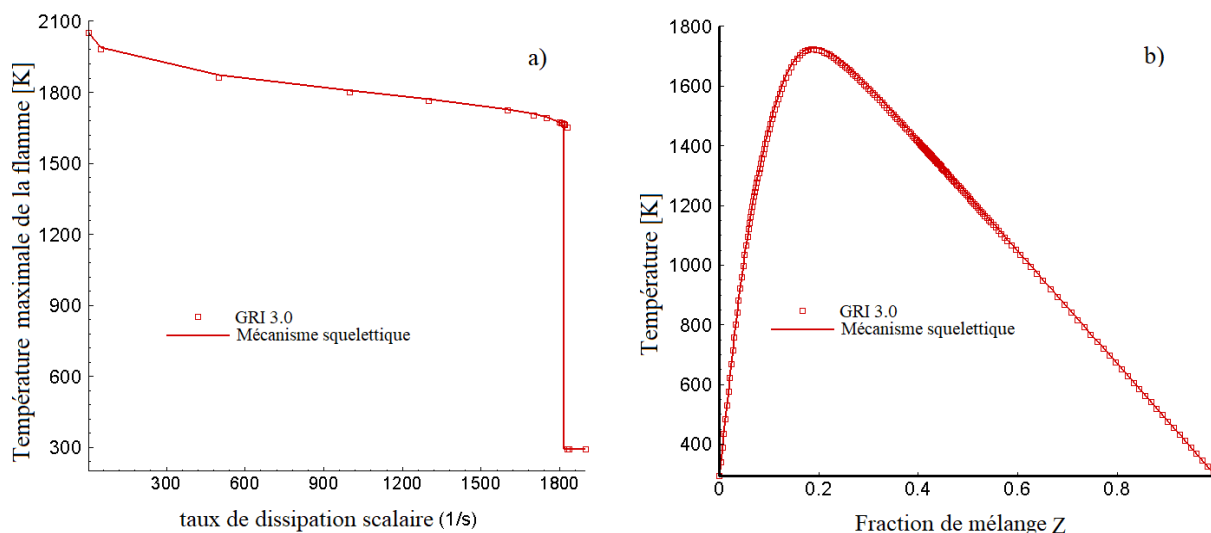 2100
1800
1500
1200
900
600
300
Température maximale de la flamme [K]
a)
GRI 3.0
Mécanisme squelettique
300 600 900 1200 1500 1800
taux de dissipation scalaire (1/s)
1800
1600
1400
1200
1000
800
600
400
Température [K]
b)
GRI 3.0
Mécanisme squelettique
0 0.2 0.4 0.6 0.8
Fraction de mélange Z